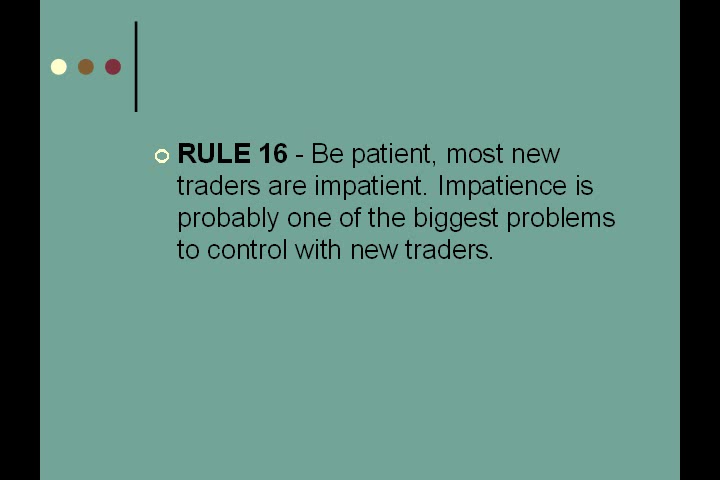 RULE 16 - Be patient, most new
traders are impatient. Impatience is
probably one of the biggest problems
to control with new traders.